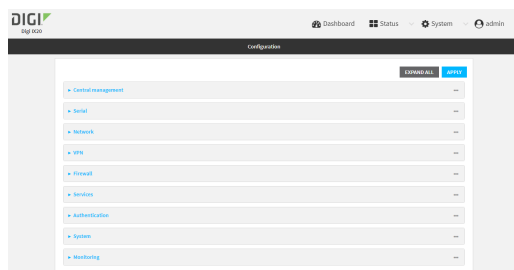 DIGI
Digi IX20
Dashboard
Status
System
admin
Configuration
EXPAND ALL
APPLY
Central management
Serial
Network
VPN
Firewall
Services
Authentication
System
Monitoring